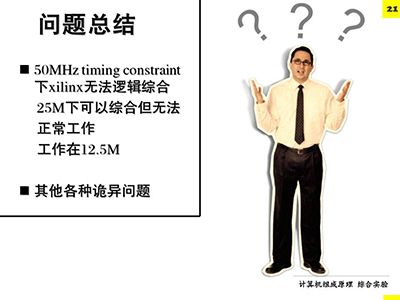 21
问题总结
? ? ?
■ 50MHz timing constraint
下xilinx无法逻辑综合
25M下可以综合但无法
正常工作
工作在12.5M
■ 其他各种诡异问题
计算机组成原理 综合实验